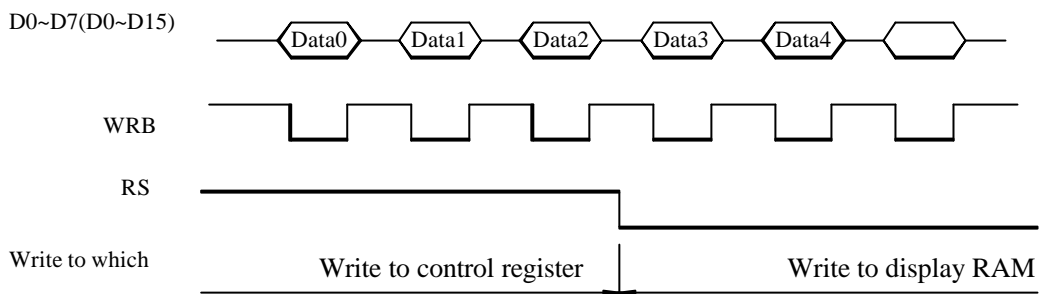 D0~D7(D0~D15)
Data0 Data1 Data2 Data3 Data4
WRB
RS
Write to which
Write to control register Write to display RAM